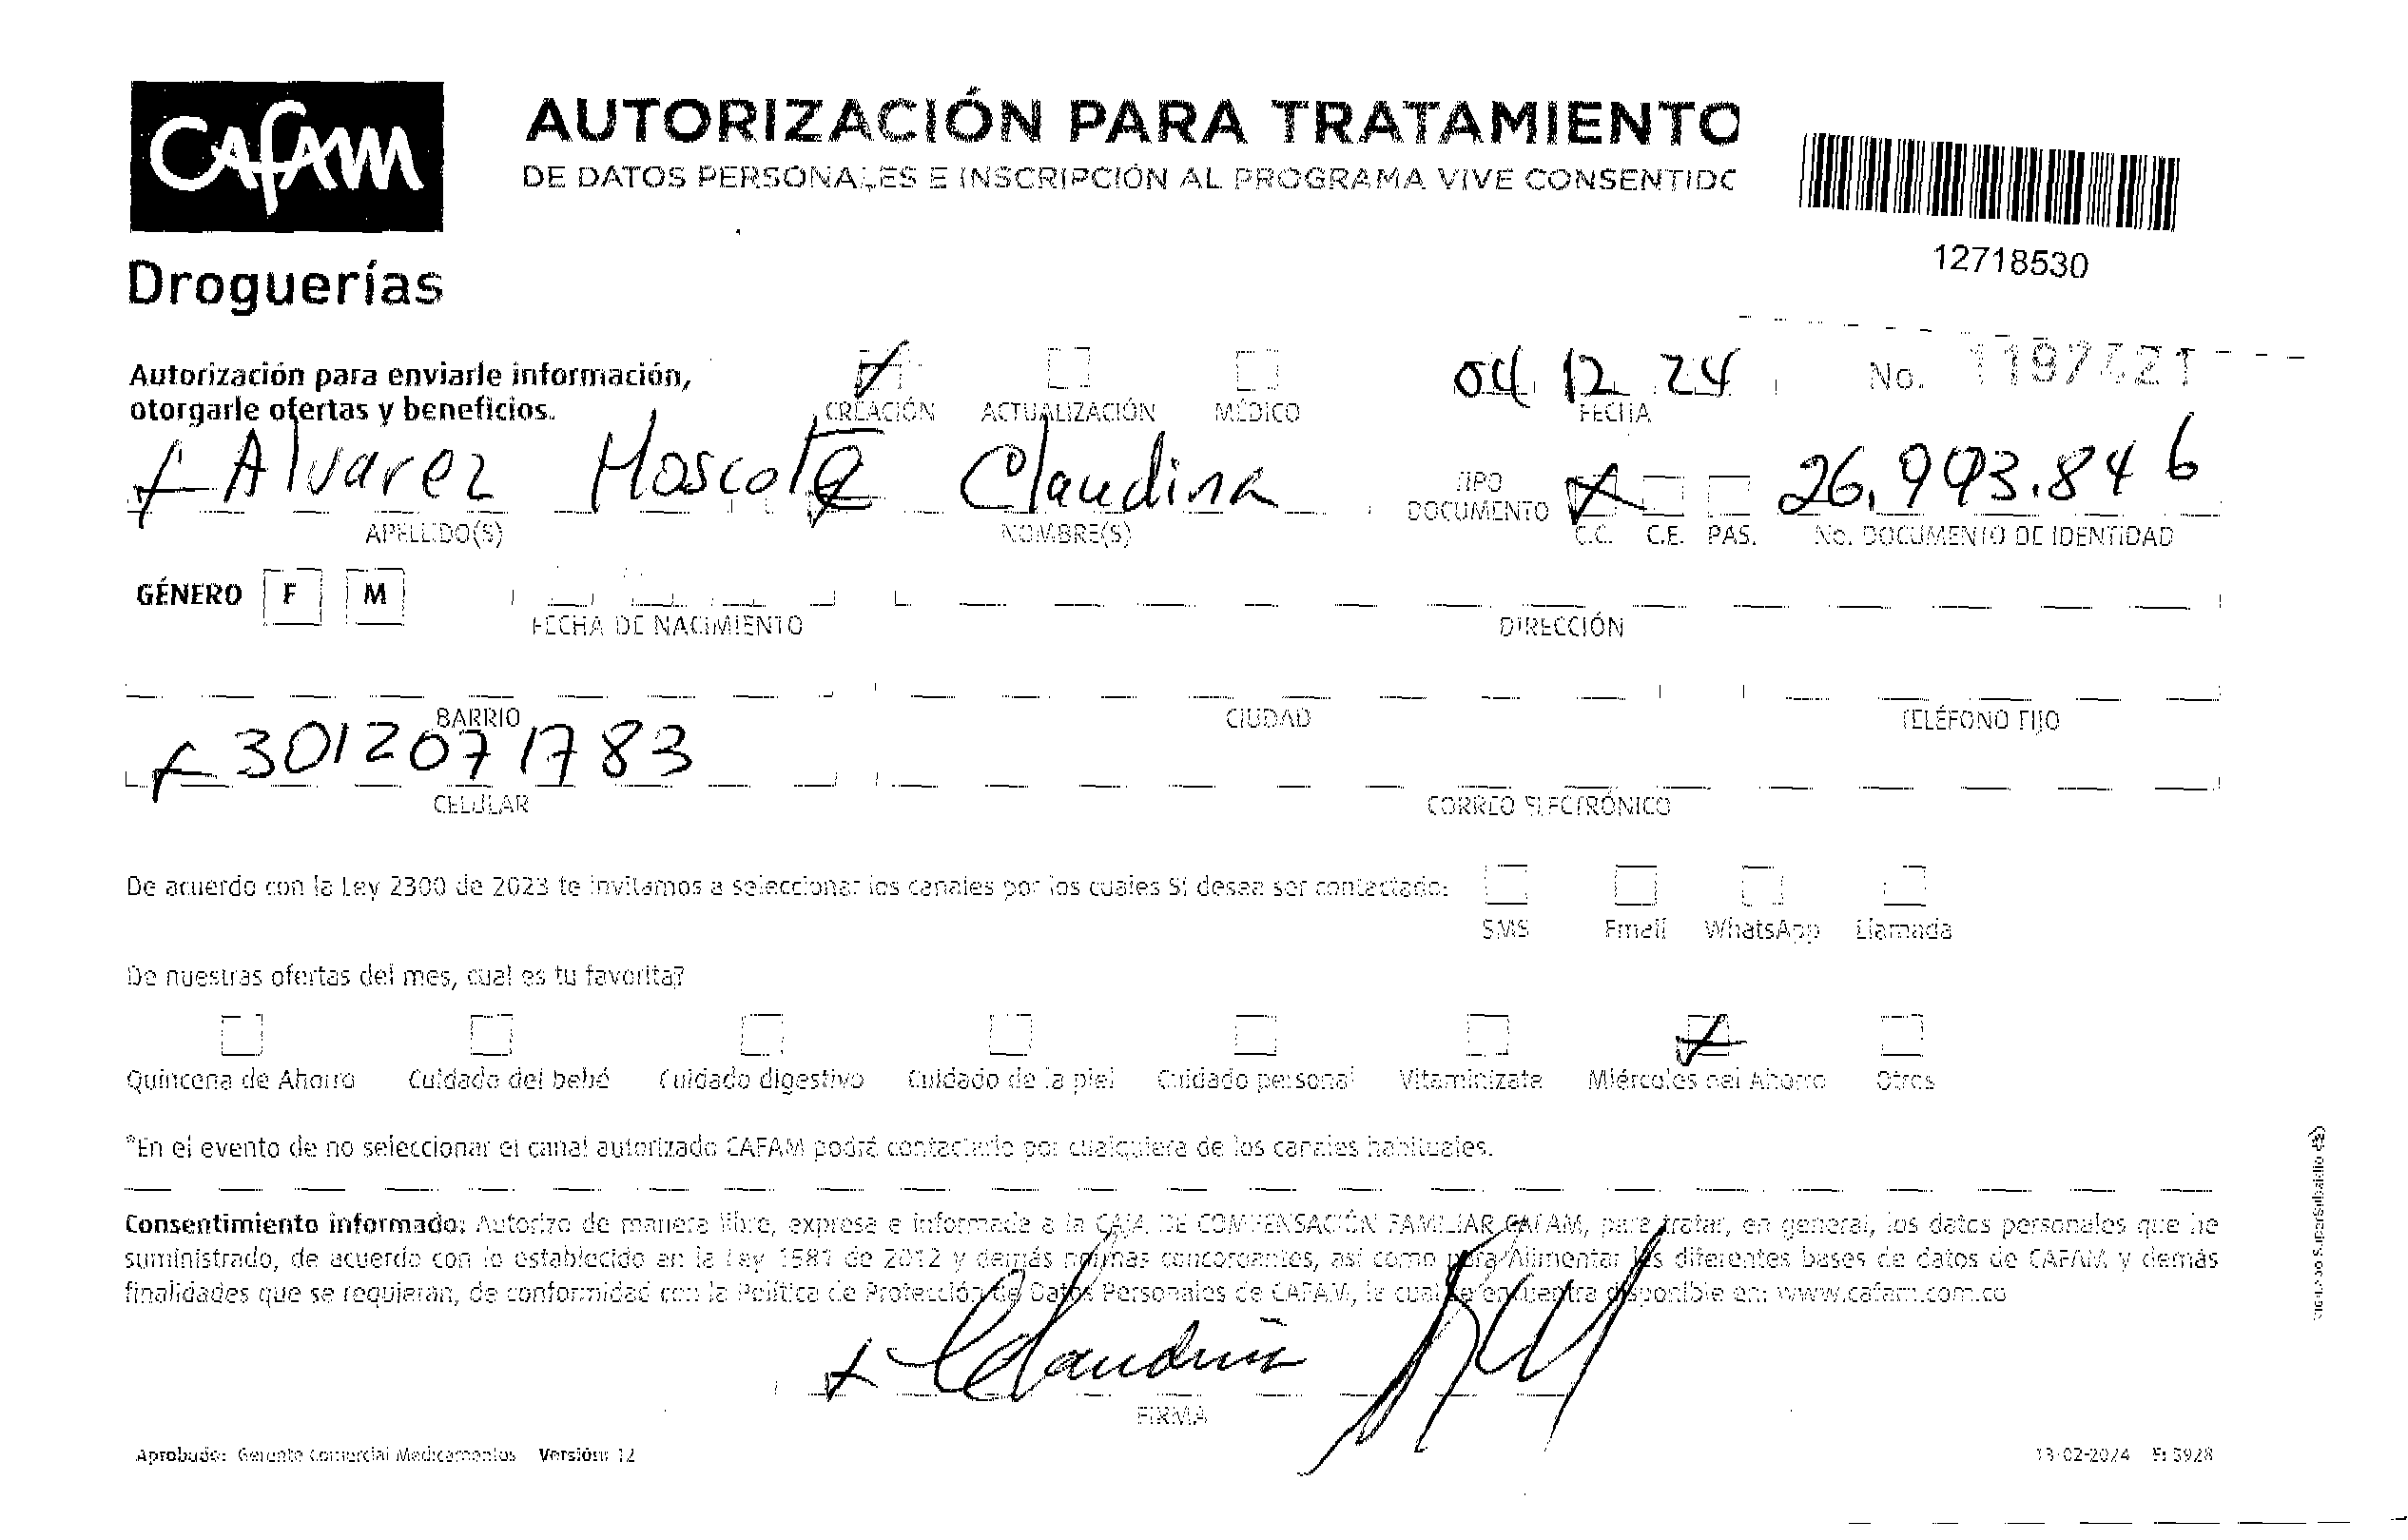 CAFAM
Droguerías
AUTORIZACIÓN PARA TRATAMIENTO
DE DATOS PERSONALES E INSCRIPCIÓN AL PROGRAMA VIVE CONSENTIDO
12718530
Autorización para enviarle información,
otorgarle ofertas y beneficios.
CREACIÓN ACTUALIZACIÓN MÉDICO
04 12 24
FECHA
No. 1197421
Alvarez Moscote Claudina
APELLIDO(S) NOMBRE(S)
TIPO DOCUMENTO C.C. C.E. PAS.
26.993.846
No. DOCUMENTO DE IDENTIDAD
GÉNERO F M
FECHA DE NACIMIENTO DIRECCIÓN
BARRIO CIUDAD TELÉFONO FIJO
3012071783
CELULAR CORREO ELECTRÓNICO
De acuerdo con la Ley 2300 de 2023 te invitamos a seleccionar los canales por los cuales Sí desea ser contactado:
SMS Email WhatsApp Llamada
De nuestras ofertas del mes, cual es tu favorita?
Quincena de Ahorro Cuidado del bebé Cuidado digestivo Cuidado de la piel Cuidado personal Vitaminízate Miércoles del Ahorro Otros
*En el evento de no seleccionar el canal autorizado CAFAM podrá contactarlo por cualquiera de los canales habituales.
Consentimiento informado: Autorizo de manera libre, expresa e informada a la CAJA DE COMPENSACIÓN FAMILIAR CAFAM, para tratar, en general, los datos personales que he
suministrado, de acuerdo con lo establecido en la Ley 1581 de 2012 y demás normas concordantes, así como para Alimentar las diferentes bases de datos de CAFAM y demás
finalidades que se requieran, de conformidad con la Política de Protección de Datos Personales de CAFAM, la cual se encuentra disponible en: www.cafam.com.co
Claudina
FIRMA
Aprobado: Gerente Comercial Medicamentos Versión: 12
13-02-2024 F: 5928
VIGILADO SuperSubsidio